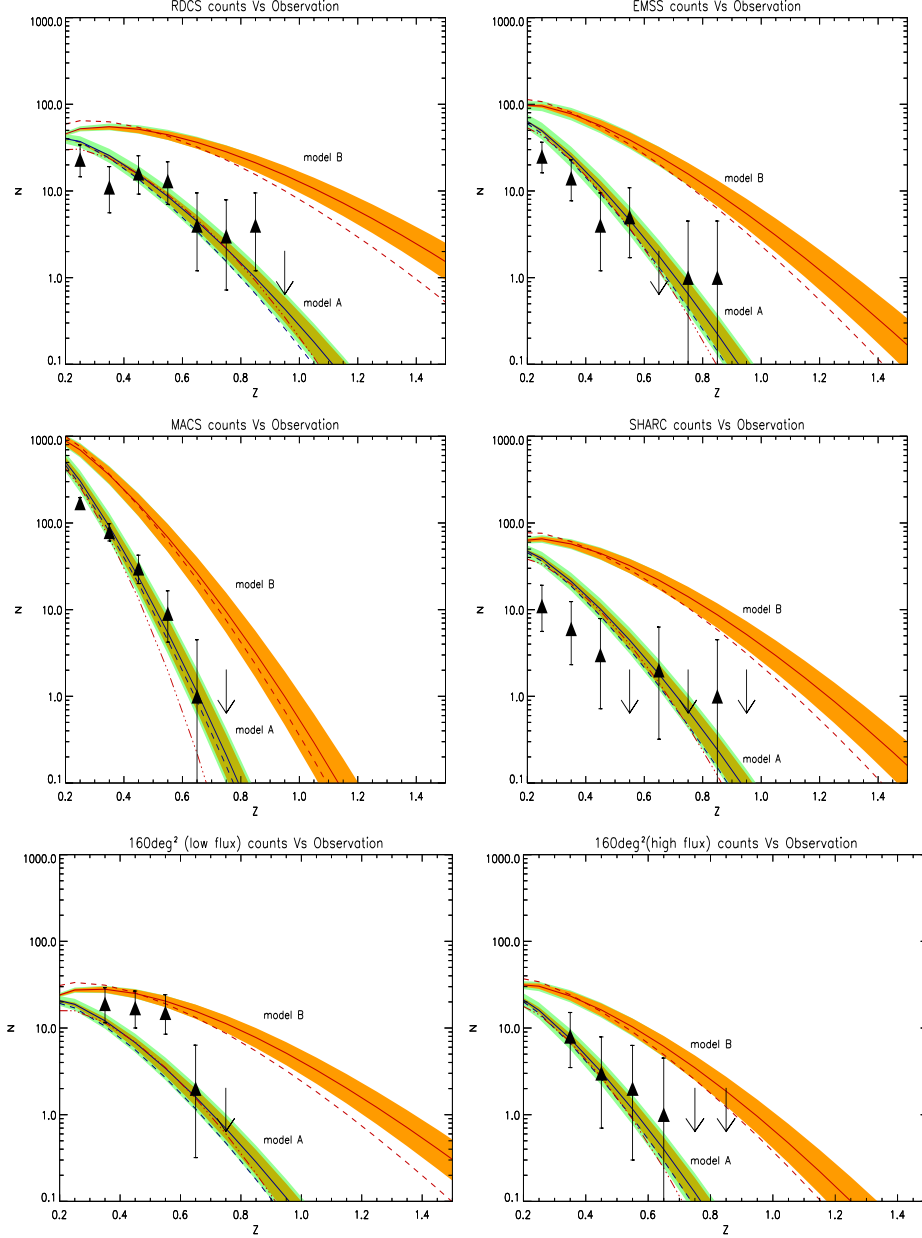 RDCS counts Vs Observation
1000.0
100.0
10.0
1.0
0.1
N
model B
model A
0.2 0.4 0.6 0.8 1.0 1.2 1.4
Z
EMSS counts Vs Observation
1000.0
100.0
10.0
1.0
0.1
N
model B
model A
0.2 0.4 0.6 0.8 1.0 1.2 1.4
Z
MACS counts Vs Observation
1000.0
100.0
10.0
1.0
0.1
N
model B
model A
0.2 0.4 0.6 0.8 1.0 1.2 1.4
Z
SHARC counts Vs Observation
1000.0
100.0
10.0
1.0
0.1
N
model B
model A
0.2 0.4 0.6 0.8 1.0 1.2 1.4
Z
160deg² (low flux) counts Vs Observation
1000.0
100.0
10.0
1.0
0.1
N
model B
model A
0.2 0.4 0.6 0.8 1.0 1.2 1.4
Z
160deg²(high flux) counts Vs Observation
1000.0
100.0
10.0
1.0
0.1
N
model B
model A
0.2 0.4 0.6 0.8 1.0 1.2 1.4
Z